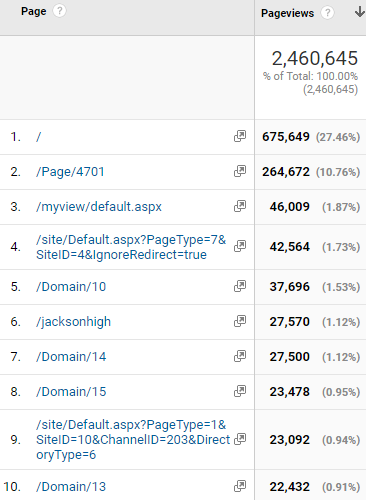 Page ? Pageviews ?
2,460,645
% of Total: 100.00%
(2,460,645)
1. / 675,649 (27.46%)
2. /Page/4701 264,672 (10.76%)
3. /myview/default.aspx 46,009 (1.87%)
4. /site/Default.aspx?PageType=7&
SiteID=4&IgnoreRedirect=true 42,564 (1.73%)
5. /Domain/10 37,696 (1.53%)
6. /jacksonhigh 27,570 (1.12%)
7. /Domain/14 27,500 (1.12%)
8. /Domain/15 23,478 (0.95%)
9. /site/Default.aspx?PageType=1&
SiteID=10&ChannelID=203&Direct
oryType=6 23,092 (0.94%)
10. /Domain/13 22,432 (0.91%)